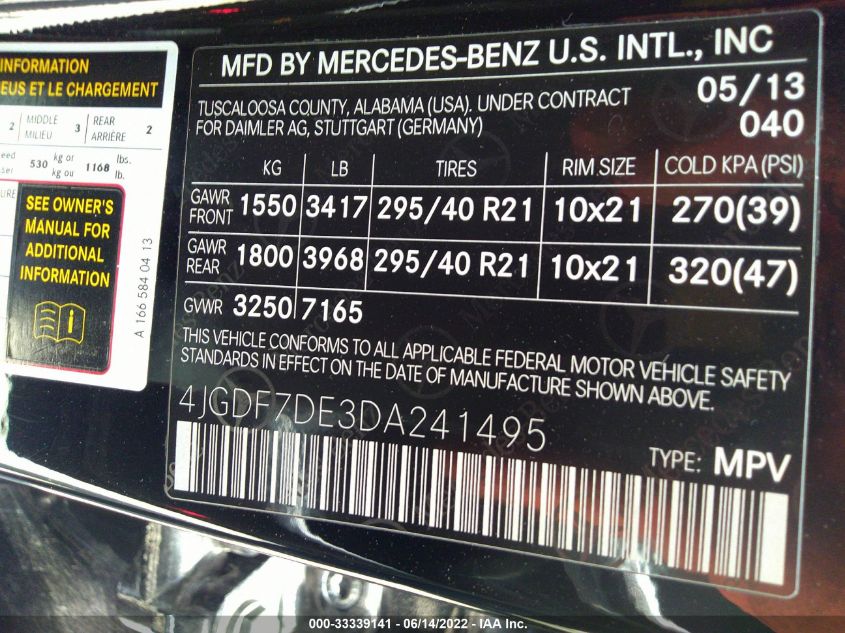 INFORMATION
EUS ET LE CHARGEMENT
2 MIDDLE MILIEU 3 REAR ARRIÈRE 2
530 kg or kg ou 1168 lbs. lb.
SEE OWNER'S
MANUAL FOR
ADDITIONAL
INFORMATION
A 166 584 04 13
MFD BY MERCEDES-BENZ U.S. INTL., INC
TUSCALOOSA COUNTY, ALABAMA (USA). UNDER CONTRACT
FOR DAIMLER AG, STUTTGART (GERMANY)
05/13
040
KG LB TIRES RIM SIZE COLD KPA (PSI)
GAWR FRONT 1550 3417 295/40 R21 10x21 270(39)
GAWR REAR 1800 3968 295/40 R21 10x21 320(47)
GVWR 3250 7165
THIS VEHICLE CONFORMS TO ALL APPLICABLE FEDERAL MOTOR VEHICLE SAFETY
STANDARDS IN EFFECT ON THE DATE OF MANUFACTURE SHOWN ABOVE.
4JGDF7DE3DA241495
TYPE: MPV
000-33339141 - 06/14/2022 - IAA Inc.